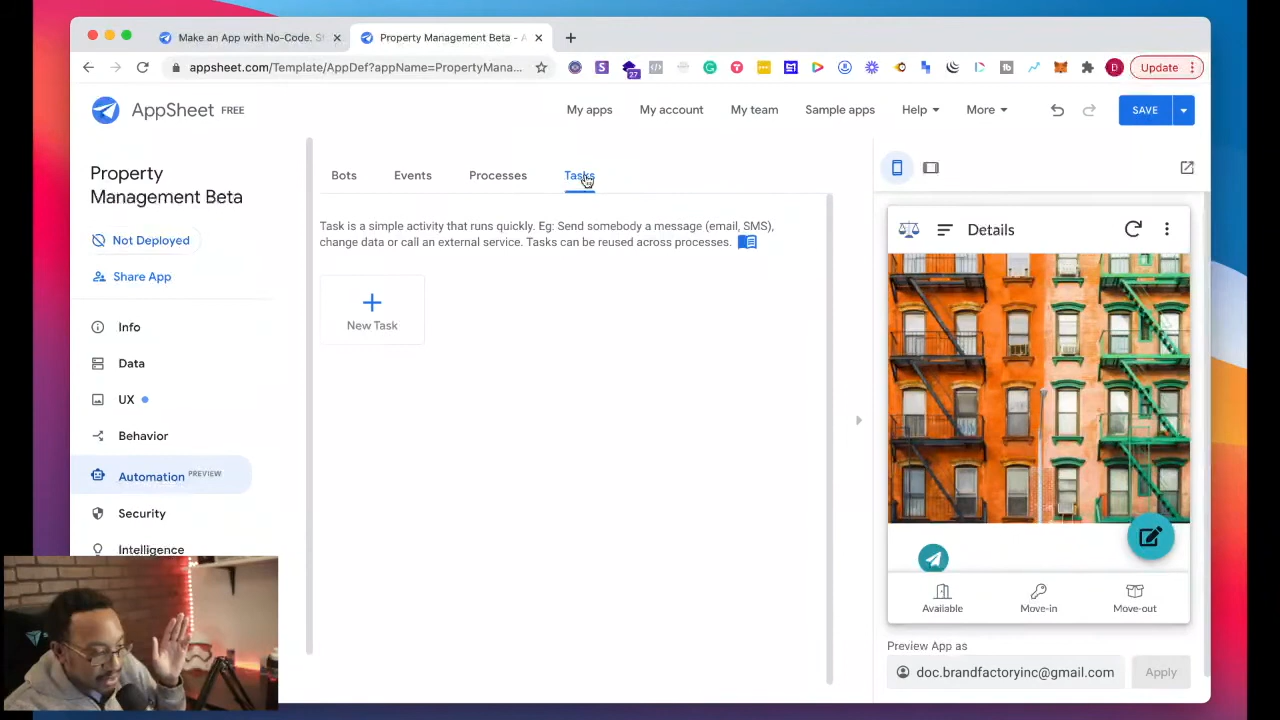 Make an App with No-Code. S
Property Management Beta - A
appsheet.com/Template/AppDef?appName=PropertyMana...
27
D
Update
AppSheet FREE
My apps
My account
My team
Sample apps
Help
More
SAVE
Property
Management Beta
Not Deployed
Share App
Info
Data
UX
Behavior
Automation PREVIEW
Security
Intelligence
Bots
Events
Processes
Tasks
Task is a simple activity that runs quickly. Eg: Send somebody a message (email, SMS),
change data or call an external service. Tasks can be reused across processes.
New Task
Details
Available
Move-in
Move-out
Preview App as
doc.brandfactoryinc@gmail.com
Apply